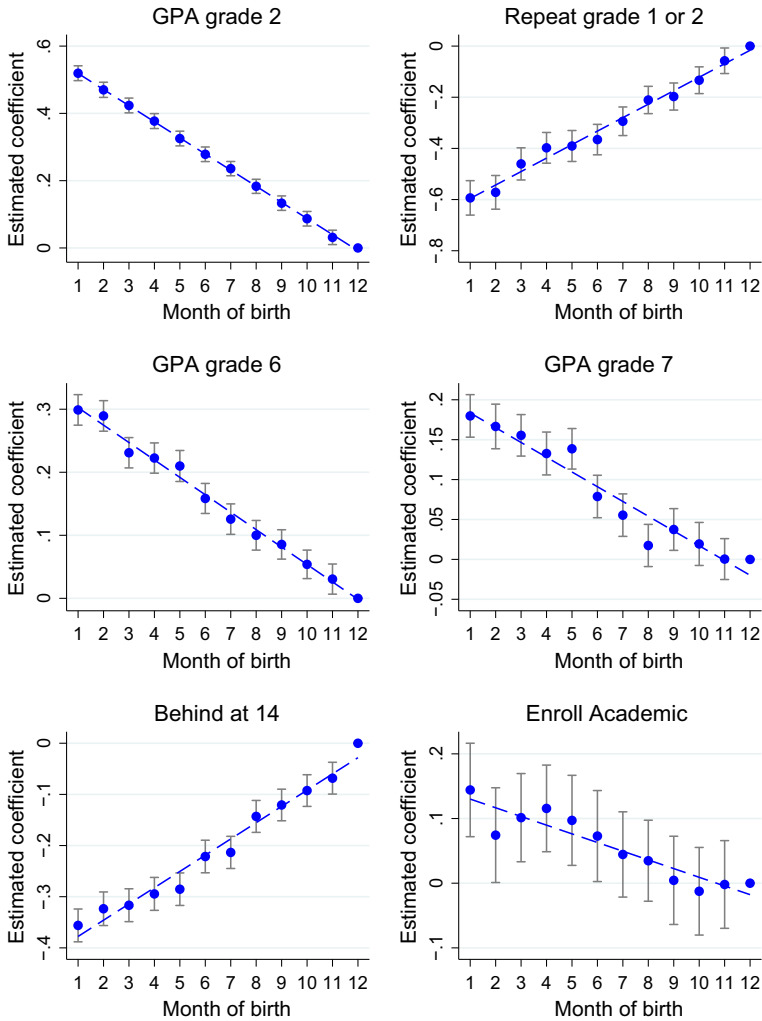 GPA grade 2
Estimated coefficient
.6
.4
.2
0
1 2 3 4 5 6 7 8 9 10 11 12
Month of birth
Repeat grade 1 or 2
Estimated coefficient
0
-.2
-.4
-.6
-.8
1 2 3 4 5 6 7 8 9 10 11 12
Month of birth
GPA grade 6
Estimated coefficient
.3
.2
.1
0
1 2 3 4 5 6 7 8 9 10 11 12
Month of birth
GPA grade 7
Estimated coefficient
.2
.15
.1
.05
0
-.05
1 2 3 4 5 6 7 8 9 10 11 12
Month of birth
Behind at 14
Estimated coefficient
0
-.1
-.2
-.3
-.4
1 2 3 4 5 6 7 8 9 10 11 12
Month of birth
Enroll Academic
Estimated coefficient
.2
.1
0
-.1
1 2 3 4 5 6 7 8 9 10 11 12
Month of birth